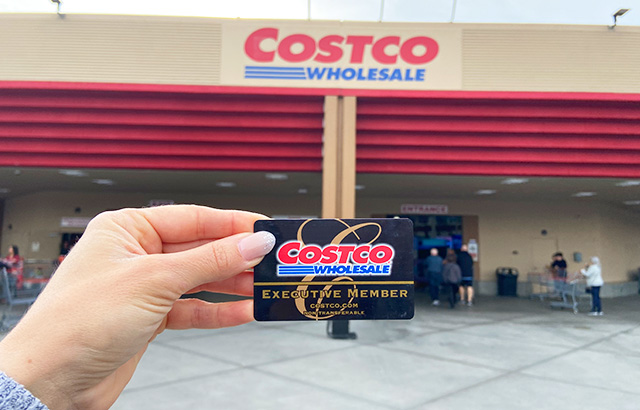 COSTCO
WHOLESALE
ENTRANCE
COSTCO
WHOLESALE
EXECUTIVE MEMBER
COSTCO.COM
NON TRANSFERABLE